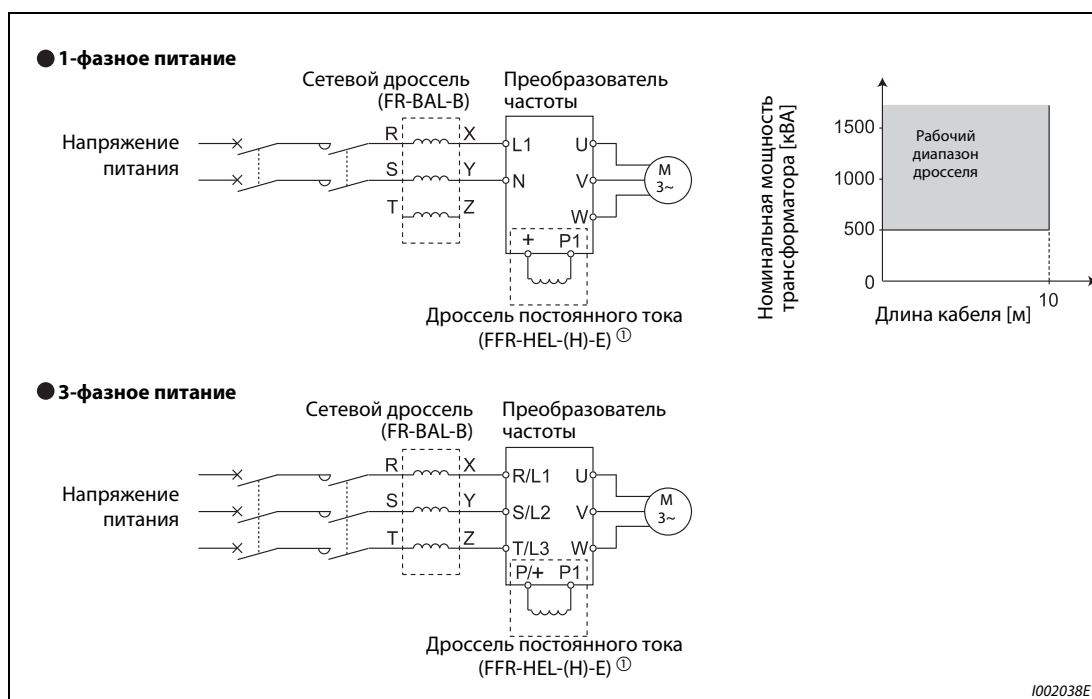 ● 1-фазное питание
Сетевой дроссель
(FR-BAL-B)
Преобразователь
частоты
Напряжение
питания
R X L1 U
S Y N V
T Z W
M
3~
+ P1
Дроссель постоянного тока
(FFR-HEL-(H)-E) ①
Номинальная мощность
трансформатора [кВА]
1500
1000
500
0
Рабочий
диапазон
дросселя
10
Длина кабеля [м]
● 3-фазное питание
Сетевой дроссель
(FR-BAL-B)
Преобразователь
частоты
Напряжение
питания
R X R/L1 U
S Y S/L2 V
T Z T/L3 W
M
3~
P/+ P1
Дроссель постоянного тока
(FFR-HEL-(H)-E) ①
I002038E